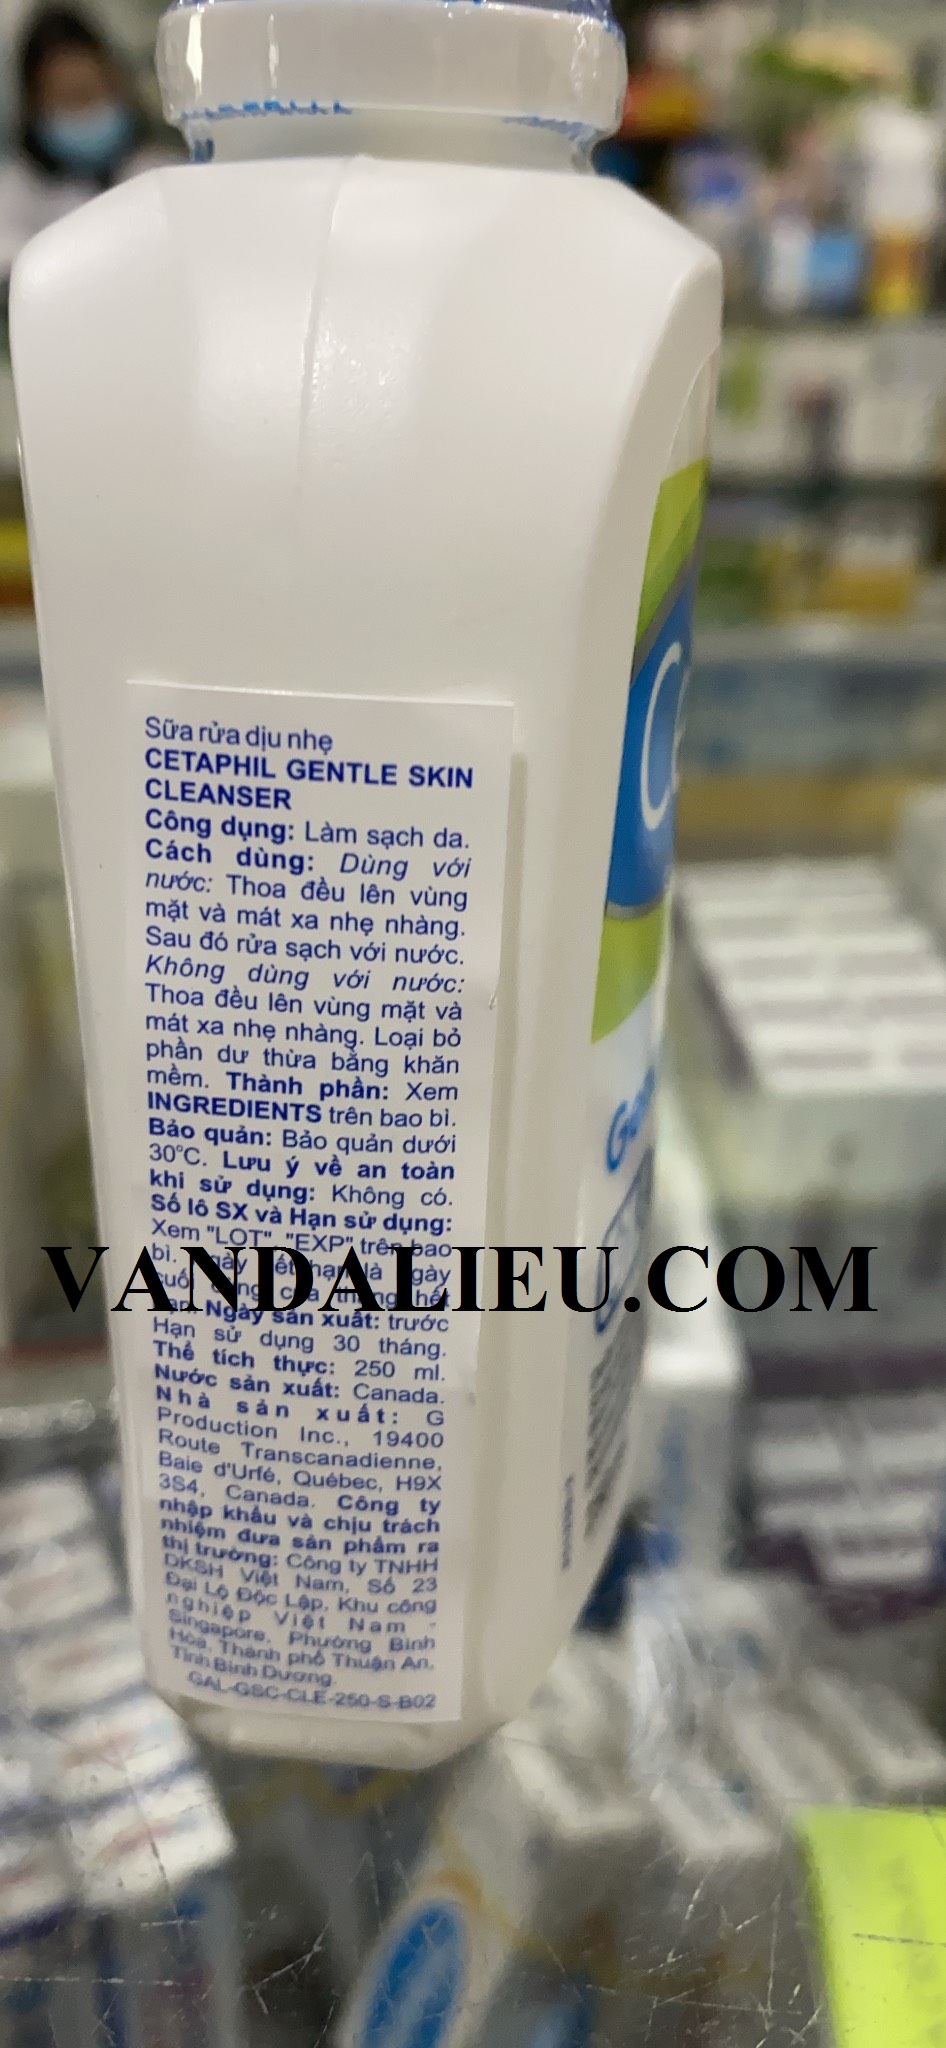 Sữa rửa dịu nhẹ
CETAPHIL GENTLE SKIN
CLEANSER
Công dụng: Làm sạch da.
Cách dùng: Dùng với
nước: Thoa đều lên vùng
mặt và mát xa nhẹ nhàng.
Sau đó rửa sạch với nước.
Không dùng với nước:
Thoa đều lên vùng mặt và
mát xa nhẹ nhàng. Loại bỏ
phần dư thừa bằng khăn
mềm. Thành phần: Xem
INGREDIENTS trên bao bì.
Bảo quản: Bảo quản dưới
30°C. Lưu ý về an toàn
khi sử dụng: Không có.
Số lô SX và Hạn sử dụng:
Xem "LOT", "EXP" trên bao
bì. là ngày
hết
VANDALIEU.COM
Ngày sản xuất: trước
Hạn sử dụng 30 tháng.
Thể tích thực: 250 ml.
Nước sản xuất: Canada.
Nhà sản xuất: G
Production Inc., 19400
Route Transcanadienne,
Baie d'Urfé, Québec, H9X
3S4, Canada. Công ty
nhập khẩu và chịu trách
nhiệm đưa sản phẩm ra
thị trường: Công ty TNHH
DKSH Việt Nam, Số 23
Đại Lộ Độc Lập, Khu công
nghiệp Việt Nam -
Singapore, Phường Bình
Hòa, Thành phố Thuận An,
Tỉnh Bình Dương.
GAL-GSC-CLE-250-S-B02